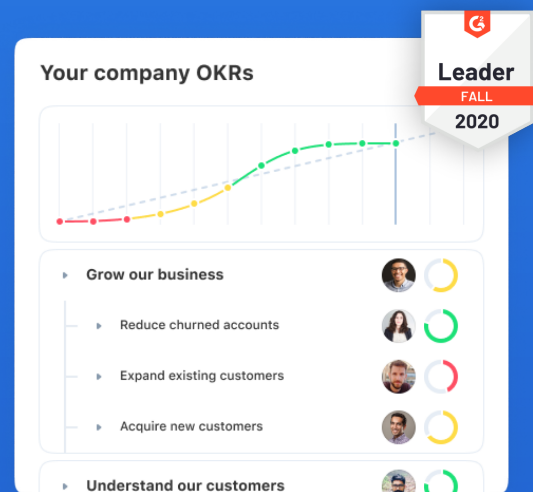 Your company OKRs
G2
Leader
FALL
2020
Grow our business
Reduce churned accounts
Expand existing customers
Acquire new customers
Understand our customers